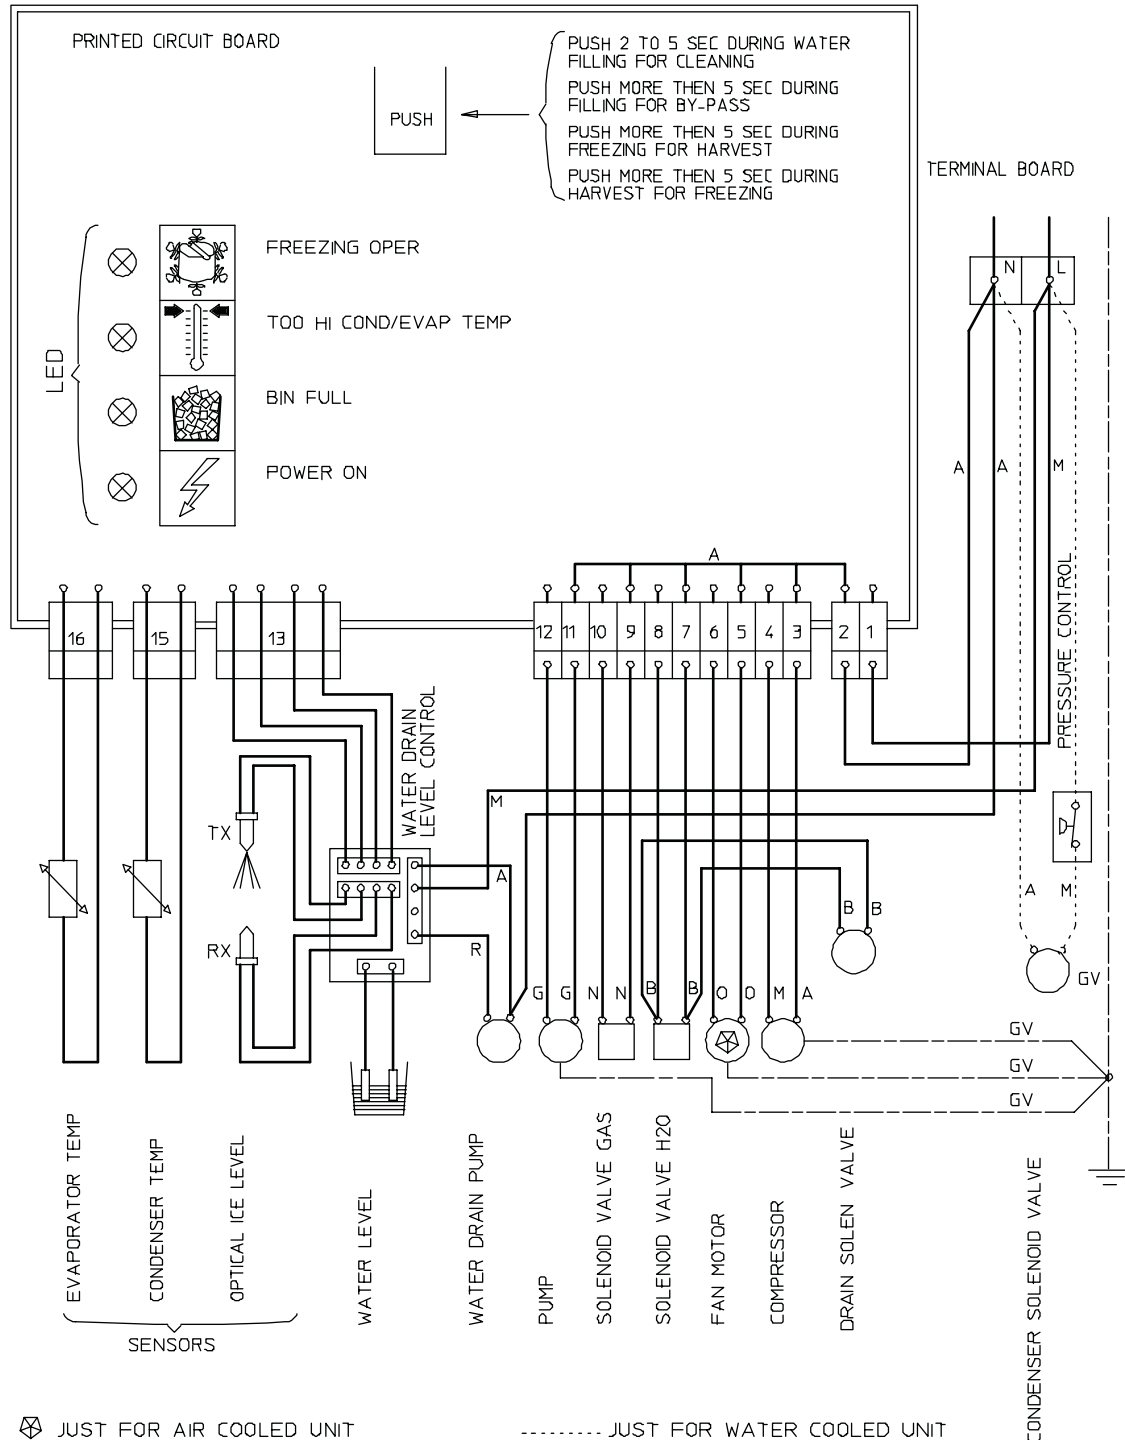 PRINTED CIRCUIT BOARD
PUSH
PUSH 2 TO 5 SEC DURING WATER
FILLING FOR CLEANING
PUSH MORE THEN 5 SEC DURING
FILLING FOR BY-PASS
PUSH MORE THEN 5 SEC DURING
FREEZING FOR HARVEST
PUSH MORE THEN 5 SEC DURING
HARVEST FOR FREEZING
TERMINAL BOARD
N L
LED
FREEZING OPER
TOO HI COND/EVAP TEMP
BIN FULL
POWER ON
A A M
A
16 15 13 12 11 10 9 8 7 6 5 4 3 2 1
PRESSURE CONTROL
WATER DRAIN
LEVEL CONTROL
M
TX
A
A M
RX
R
B B
G G N N B B O O M A
GV
GV
GV
GV
EVAPORATOR TEMP
CONDENSER TEMP
OPTICAL ICE LEVEL
WATER LEVEL
WATER DRAIN PUMP
PUMP
SOLENOID VALVE GAS
SOLENOID VALVE H2O
FAN MOTOR
COMPRESSOR
DRAIN SOLEN VALVE
CONDENSER SOLENOID VALVE
SENSORS
JUST FOR AIR COOLED UNIT
JUST FOR WATER COOLED UNIT